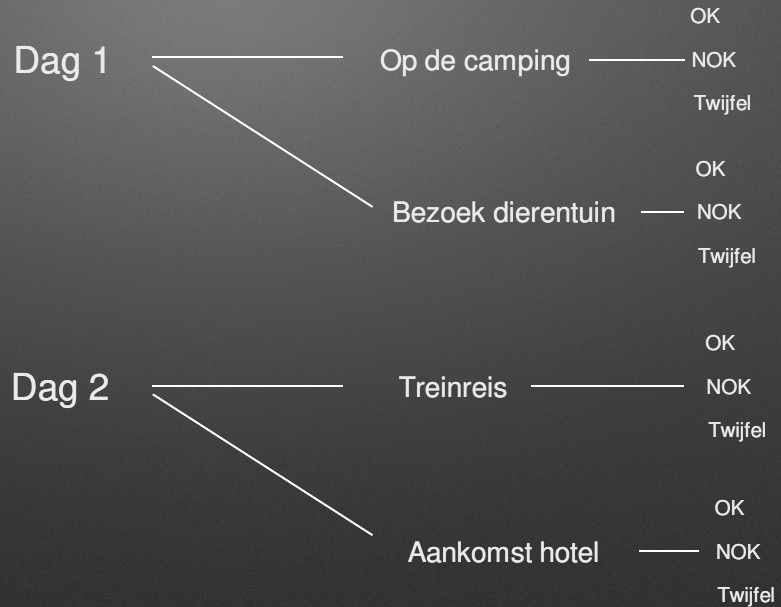 OK
Dag 1
Op de camping
NOK
Twijfel
OK
Bezoek dierentuin
NOK
Twijfel
OK
Dag 2
Treinreis
NOK
Twijfel
OK
Aankomst hotel
NOK
Twijfel